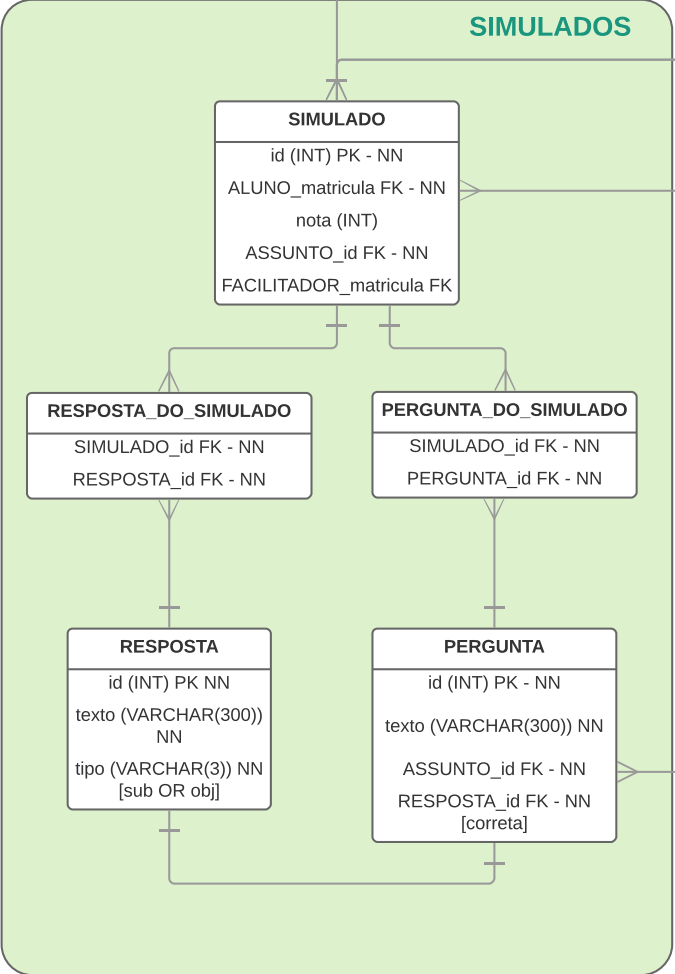 SIMULADOS
SIMULADO
id (INT) PK - NN
ALUNO_matricula FK - NN
nota (INT)
ASSUNTO_id FK - NN
FACILITADOR_matricula FK
RESPOSTA_DO_SIMULADO
SIMULADO_id FK - NN
RESPOSTA_id FK - NN
PERGUNTA_DO_SIMULADO
SIMULADO_id FK - NN
PERGUNTA_id FK - NN
RESPOSTA
id (INT) PK NN
texto (VARCHAR(300))
NN
tipo (VARCHAR(3)) NN
[sub OR obj]
PERGUNTA
id (INT) PK - NN
texto (VARCHAR(300)) NN
ASSUNTO_id FK - NN
RESPOSTA_id FK - NN
[correta]